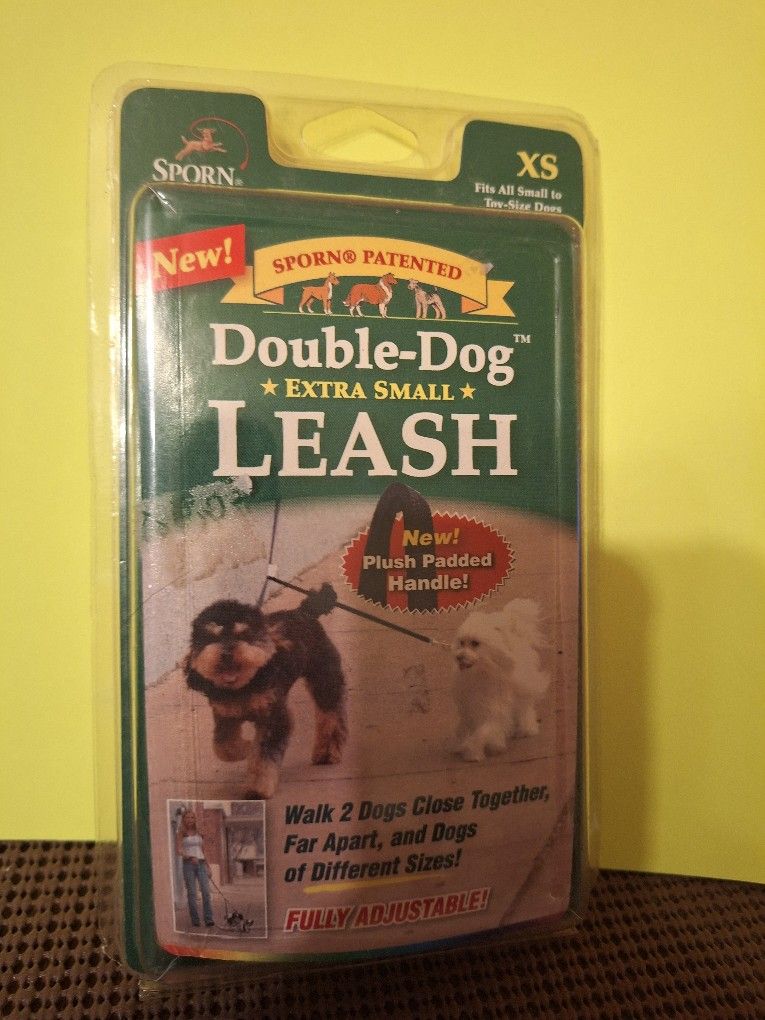 SPORN®
XS
Fits All Small to
Toy-Size Dogs
New!
SPORN® PATENTED
Double-Dog™
★ EXTRA SMALL ★
LEASH
New!
Plush Padded
Handle!
Walk 2 Dogs Close Together,
Far Apart, and Dogs
of Different Sizes!
FULLY ADJUSTABLE!